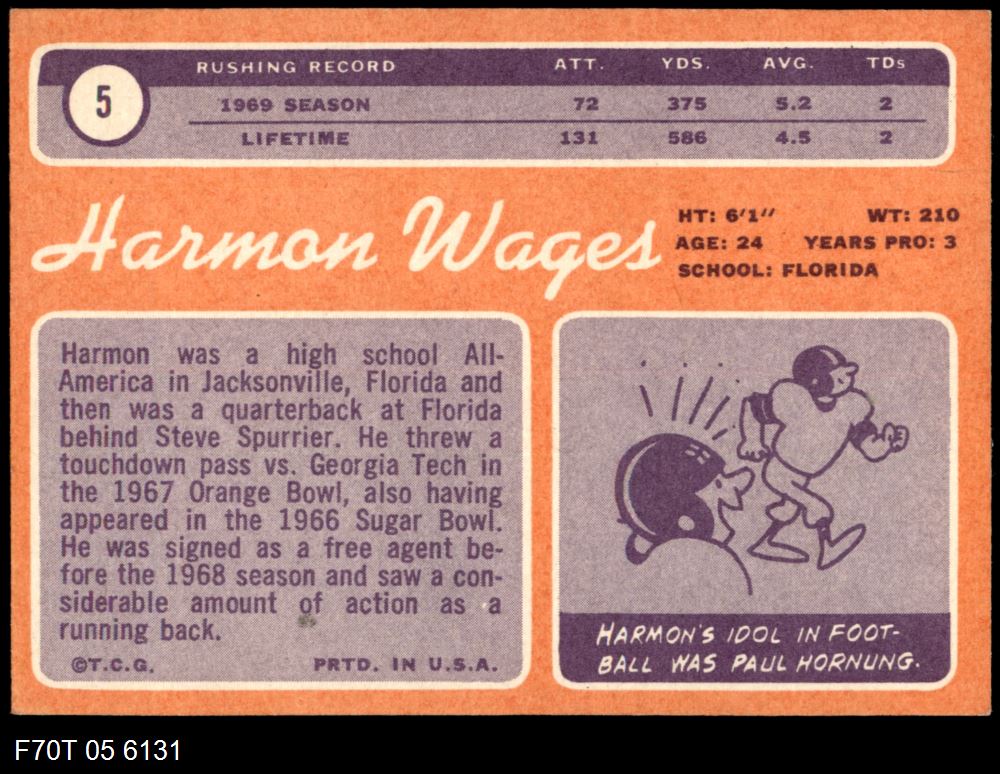 RUSHING RECORD ATT. YDS. AVG. TDs
5
1969 SEASON 72 375 5.2 2
LIFETIME 131 586 4.5 2
Harmon Wages
HT: 6'1" WT: 210
AGE: 24 YEARS PRO: 3
SCHOOL: FLORIDA
Harmon was a high school All-
America in Jacksonville, Florida and
then was a quarterback at Florida
behind Steve Spurrier. He threw a
touchdown pass vs. Georgia Tech in
the 1967 Orange Bowl, also having
appeared in the 1966 Sugar Bowl.
He was signed as a free agent be-
fore the 1968 season and saw a con-
siderable amount of action as a
running back.
©T.C.G. PRTD. IN U.S.A.
HARMON'S IDOL IN FOOT-
BALL WAS PAUL HORNUNG.
F70T 05 6131